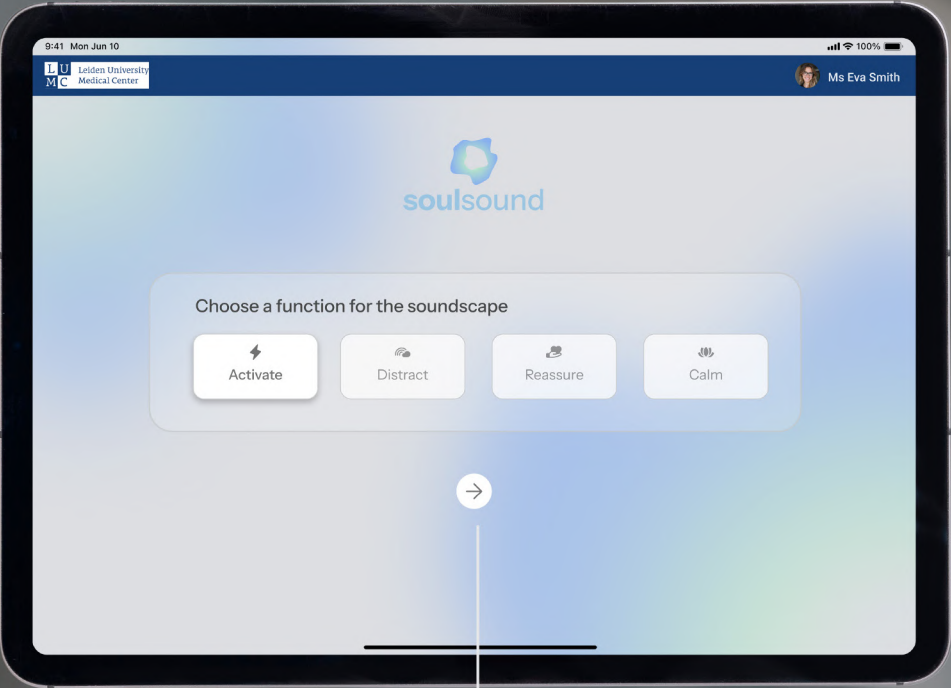 9:41 Mon Jun 10
100%
L U
M C
Leiden University
Medical Center
Ms Eva Smith
soulsound
Choose a function for the soundscape
Activate
Distract
Reassure
Calm